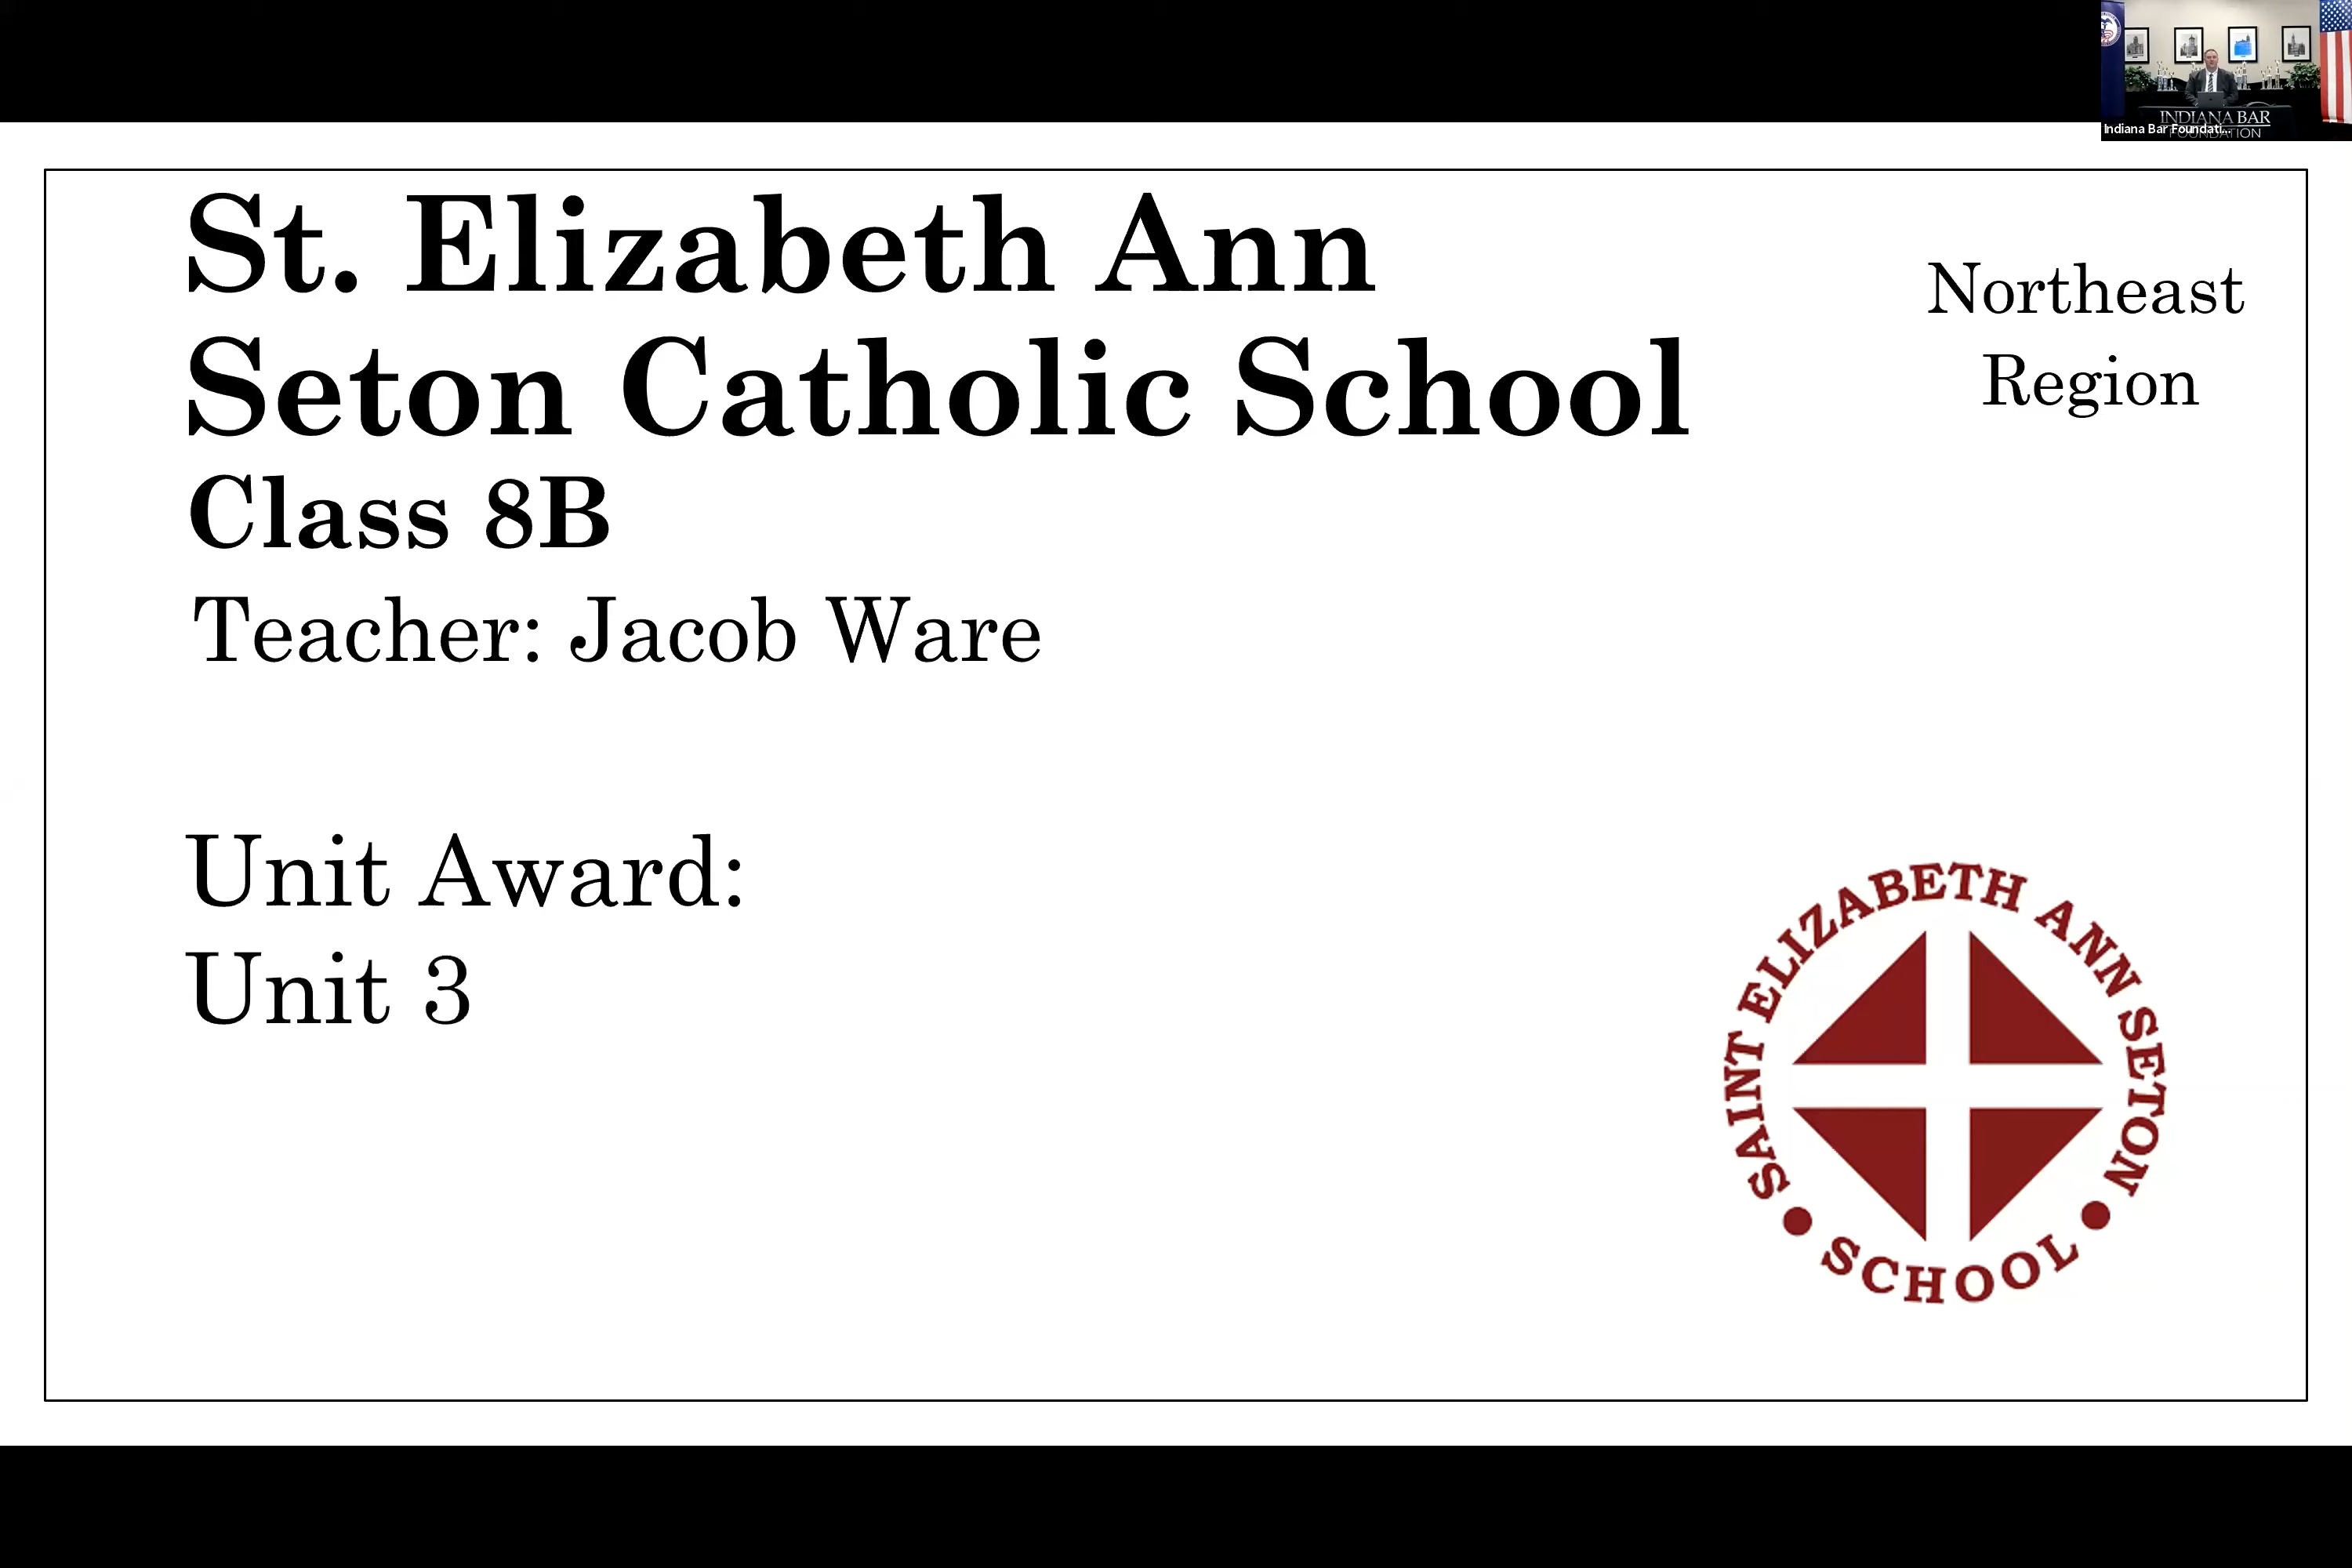 St. Elizabeth Ann
Seton Catholic School
Class 8B
Teacher: Jacob Ware
Unit Award:
Unit 3
Northeast
Region
SAINT ELIZABETH ANN SETON
• SCHOOL •
INDIANA BAR
FOUNDATION
Indiana Bar Foundati...